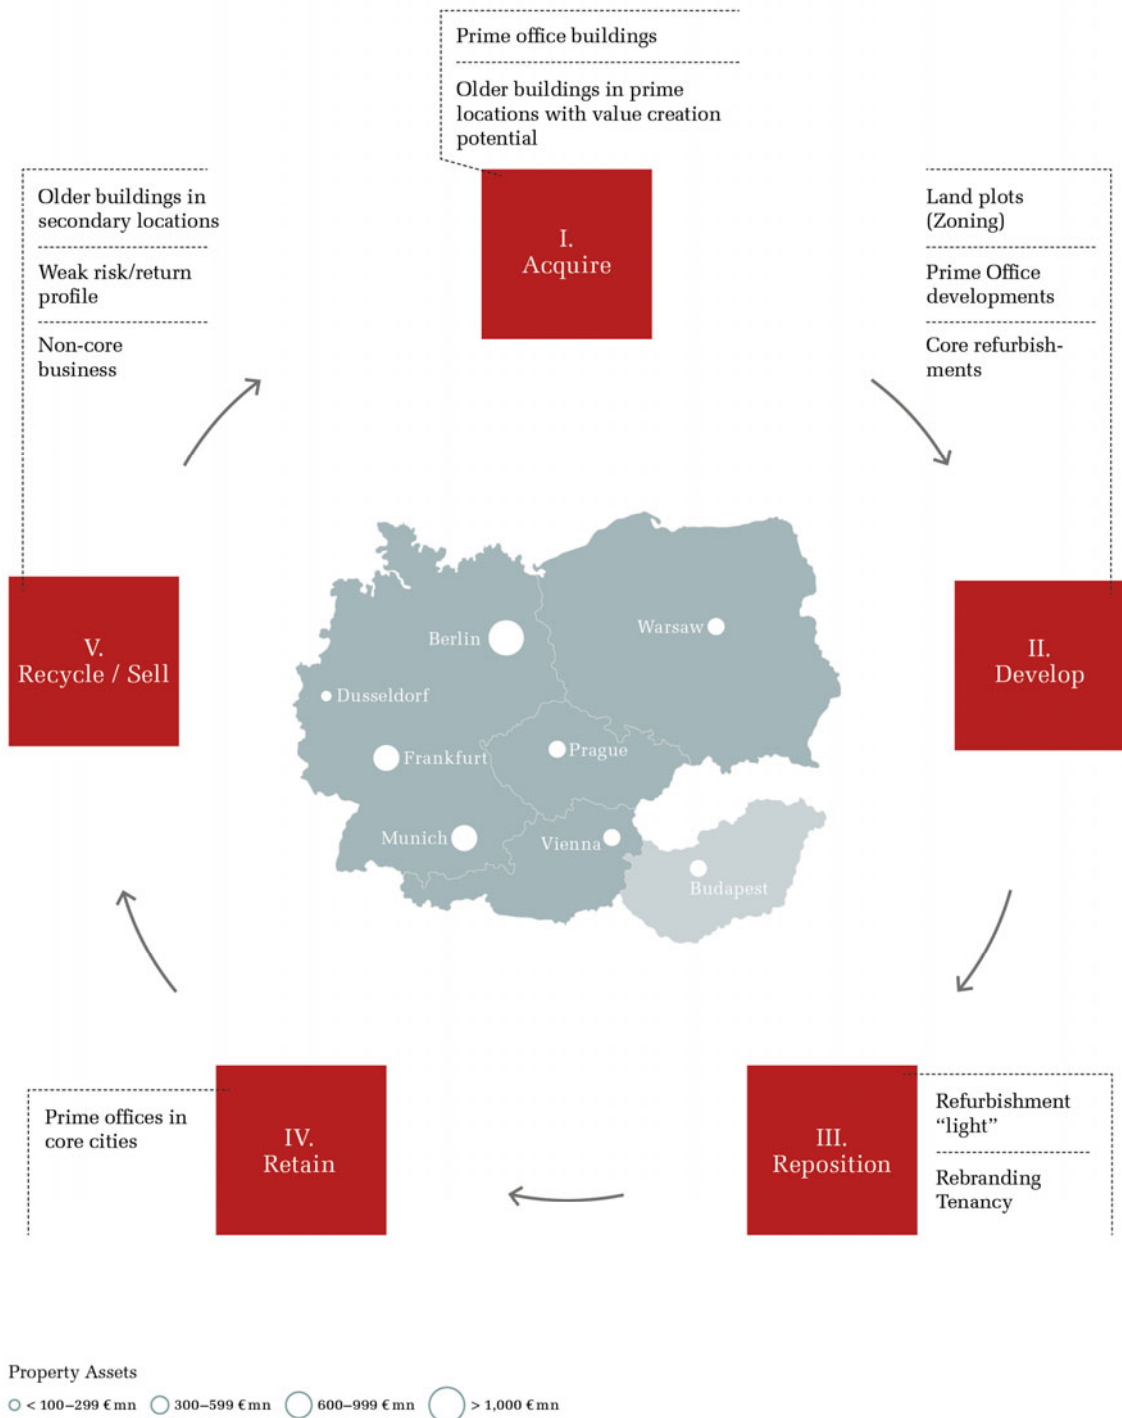 Prime office buildings
Older buildings in prime
locations with value creation
potential
I.
Acquire
Land plots
(Zoning)
Prime Office
developments
Core refurbish-
ments
II.
Develop
Refurbishment
“light”
Rebranding
Tenancy
III.
Reposition
Prime offices in
core cities
IV.
Retain
Older buildings in
secondary locations
Weak risk/return
profile
Non-core
business
V.
Recycle / Sell
Berlin
Warsaw
Dusseldorf
Frankfurt
Prague
Munich
Vienna
Budapest
Property Assets
< 100–299 € mn
300–599 € mn
600–999 € mn
> 1,000 € mn